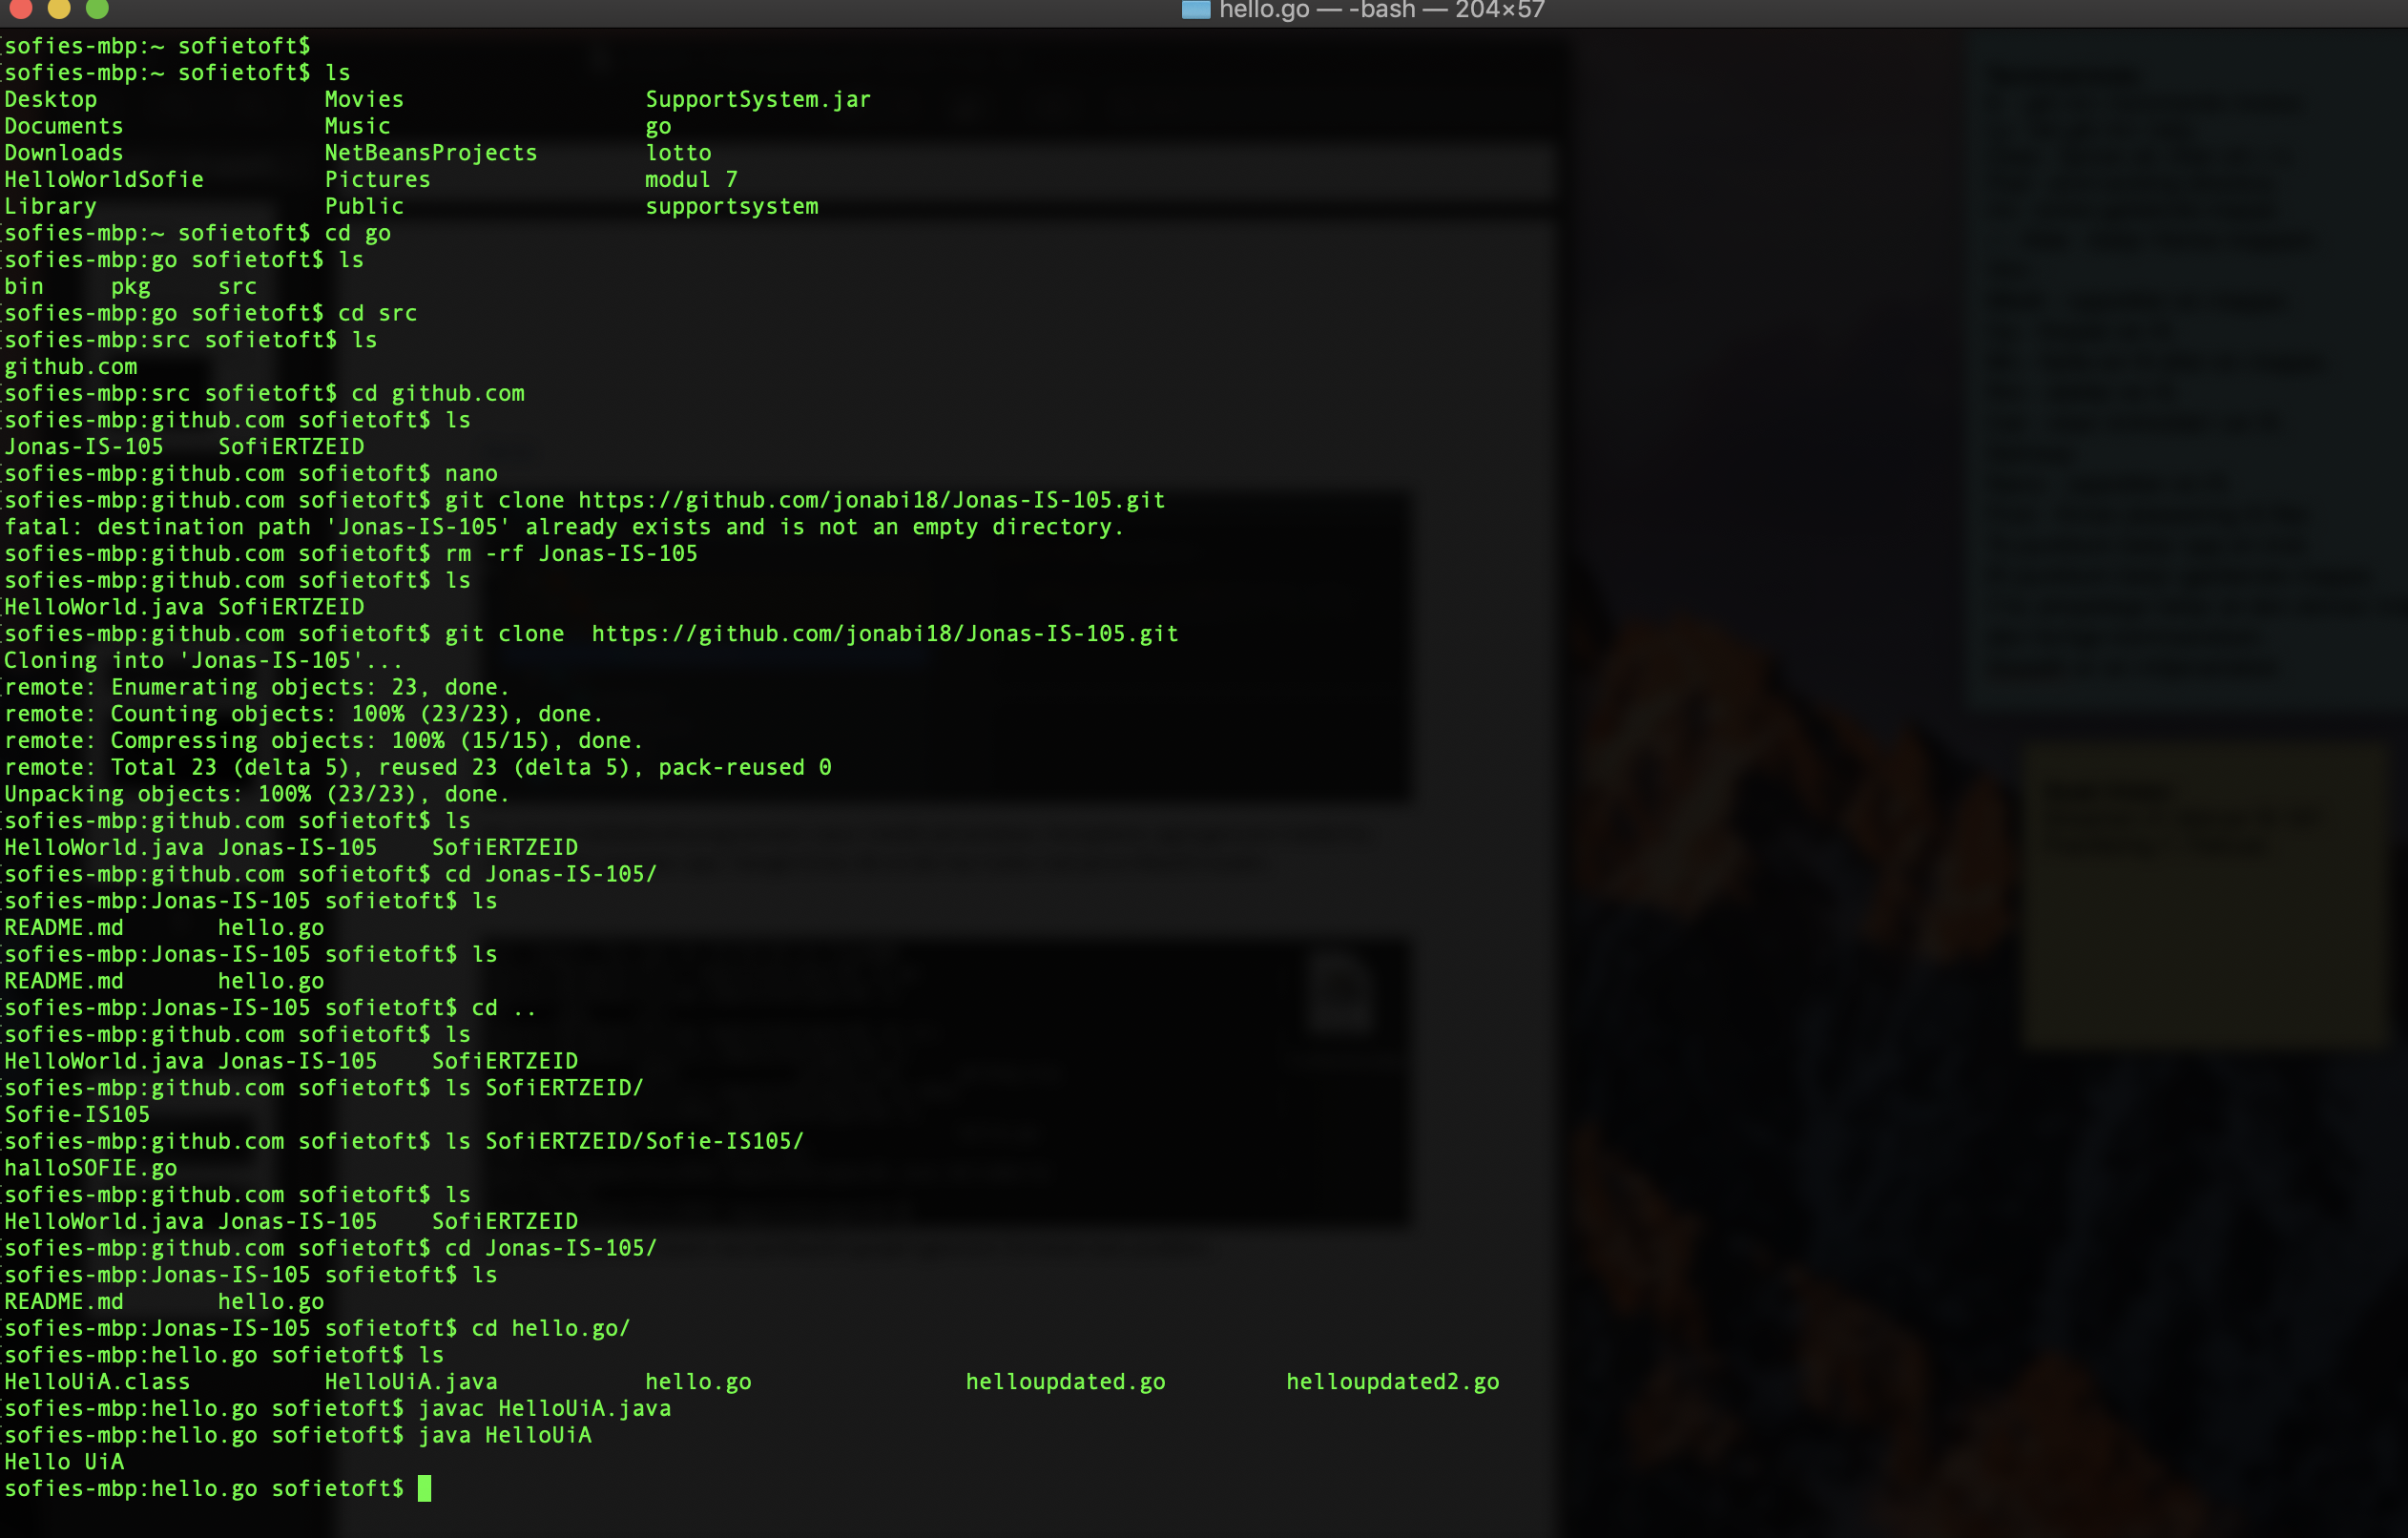 hello.go — -bash — 204×57
sofies-mbp:~ sofietoft$
sofies-mbp:~ sofietoft$ ls
Desktop Movies SupportSystem.jar
Documents Music go
Downloads NetBeansProjects lotto
HelloWorldSofie Pictures modul 7
Library Public supportsystem
sofies-mbp:~ sofietoft$ cd go
sofies-mbp:go sofietoft$ ls
bin pkg src
sofies-mbp:go sofietoft$ cd src
sofies-mbp:src sofietoft$ ls
github.com
sofies-mbp:src sofietoft$ cd github.com
sofies-mbp:github.com sofietoft$ ls
Jonas-IS-105 SofiERTZEID
sofies-mbp:github.com sofietoft$ nano
sofies-mbp:github.com sofietoft$ git clone https://github.com/jonabi18/Jonas-IS-105.git
fatal: destination path 'Jonas-IS-105' already exists and is not an empty directory.
sofies-mbp:github.com sofietoft$ rm -rf Jonas-IS-105
sofies-mbp:github.com sofietoft$ ls
HelloWorld.java SofiERTZEID
sofies-mbp:github.com sofietoft$ git clone  https://github.com/jonabi18/Jonas-IS-105.git
Cloning into 'Jonas-IS-105'...
remote: Enumerating objects: 23, done.
remote: Counting objects: 100% (23/23), done.
remote: Compressing objects: 100% (15/15), done.
remote: Total 23 (delta 5), reused 23 (delta 5), pack-reused 0
Unpacking objects: 100% (23/23), done.
sofies-mbp:github.com sofietoft$ ls
HelloWorld.java Jonas-IS-105 SofiERTZEID
sofies-mbp:github.com sofietoft$ cd Jonas-IS-105/
sofies-mbp:Jonas-IS-105 sofietoft$ ls
README.md hello.go
sofies-mbp:Jonas-IS-105 sofietoft$ ls
README.md hello.go
sofies-mbp:Jonas-IS-105 sofietoft$ cd ..
sofies-mbp:github.com sofietoft$ ls
HelloWorld.java Jonas-IS-105 SofiERTZEID
sofies-mbp:github.com sofietoft$ ls SofiERTZEID/
Sofie-IS105
sofies-mbp:github.com sofietoft$ ls SofiERTZEID/Sofie-IS105/
halloSOFIE.go
sofies-mbp:github.com sofietoft$ ls
HelloWorld.java Jonas-IS-105 SofiERTZEID
sofies-mbp:github.com sofietoft$ cd Jonas-IS-105/
sofies-mbp:Jonas-IS-105 sofietoft$ ls
README.md hello.go
sofies-mbp:Jonas-IS-105 sofietoft$ cd hello.go/
sofies-mbp:hello.go sofietoft$ ls
HelloUiA.class HelloUiA.java hello.go helloupdated.go helloupdated2.go
sofies-mbp:hello.go sofietoft$ javac HelloUiA.java
sofies-mbp:hello.go sofietoft$ java HelloUiA
Hello UiA
sofies-mbp:hello.go sofietoft$